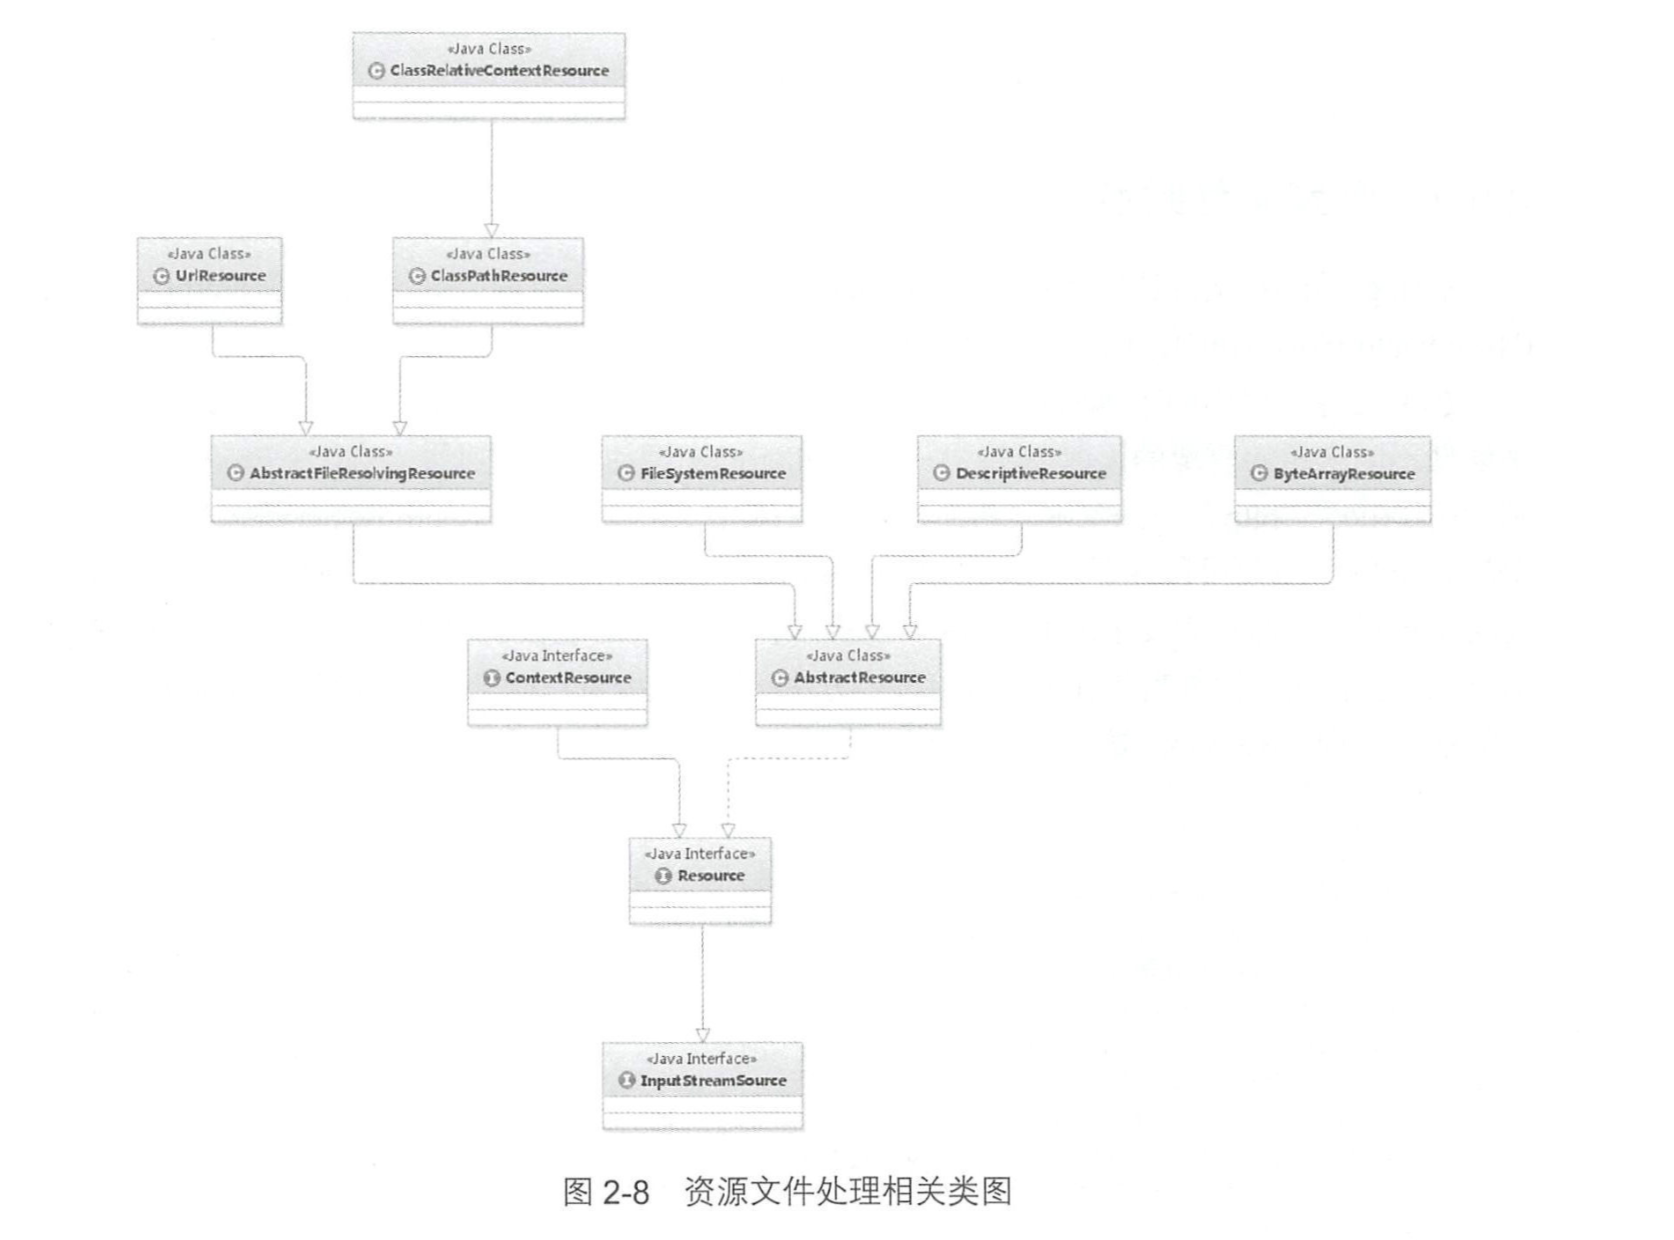 «Java Class»
ClassRelativeContextResource
«Java Class»
UrlResource
«Java Class»
ClassPathResource
«Java Class»
AbstractFileResolvingResource
«Java Class»
FileSystemResource
«Java Class»
DescriptiveResource
«Java Class»
ByteArrayResource
«Java Interface»
ContextResource
«Java Class»
AbstractResource
«Java Interface»
Resource
«Java Interface»
InputStreamSource
图 2-8 资源文件处理相关类图